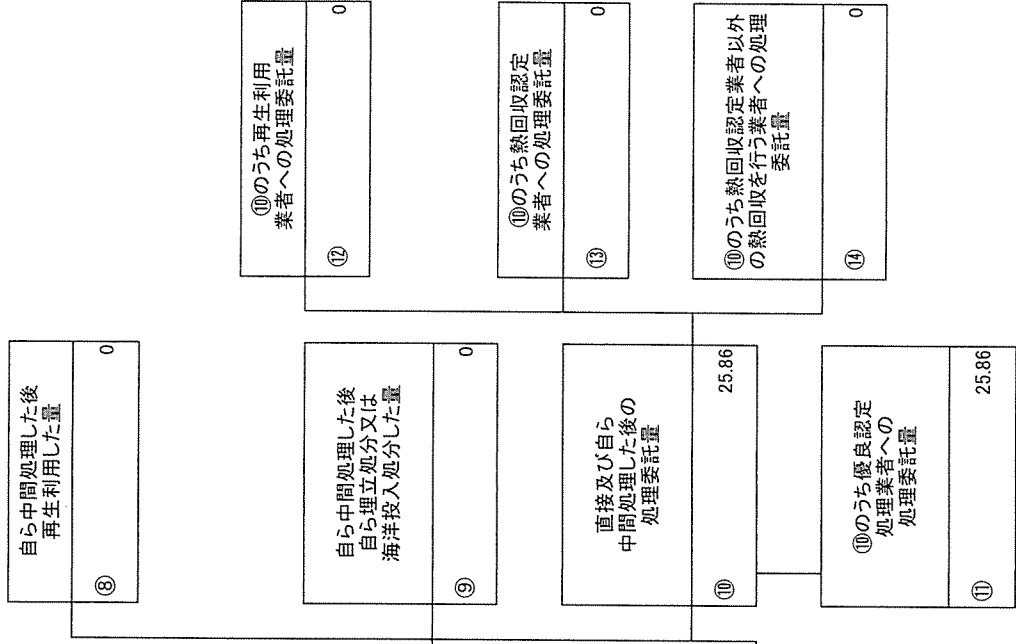 自ら中間処理した後
再生利用した量
⑧ 0
自ら中間処理した後
自ら埋立処分又は
海洋投入処分した量
⑨ 0
直接及び自ら
中間処理した後の
処理委託量
⑩ 25.86
⑩のうち優良認定
処理業者への
処理委託量
⑪ 25.86
⑩のうち再生利用
業者への処理委託量
⑫ 0
⑩のうち熱回収認定
業者への処理委託量
⑬ 0
⑩のうち熱回収認定業者以外
の熱回収を行う業者への処理
委託量
⑭ 0